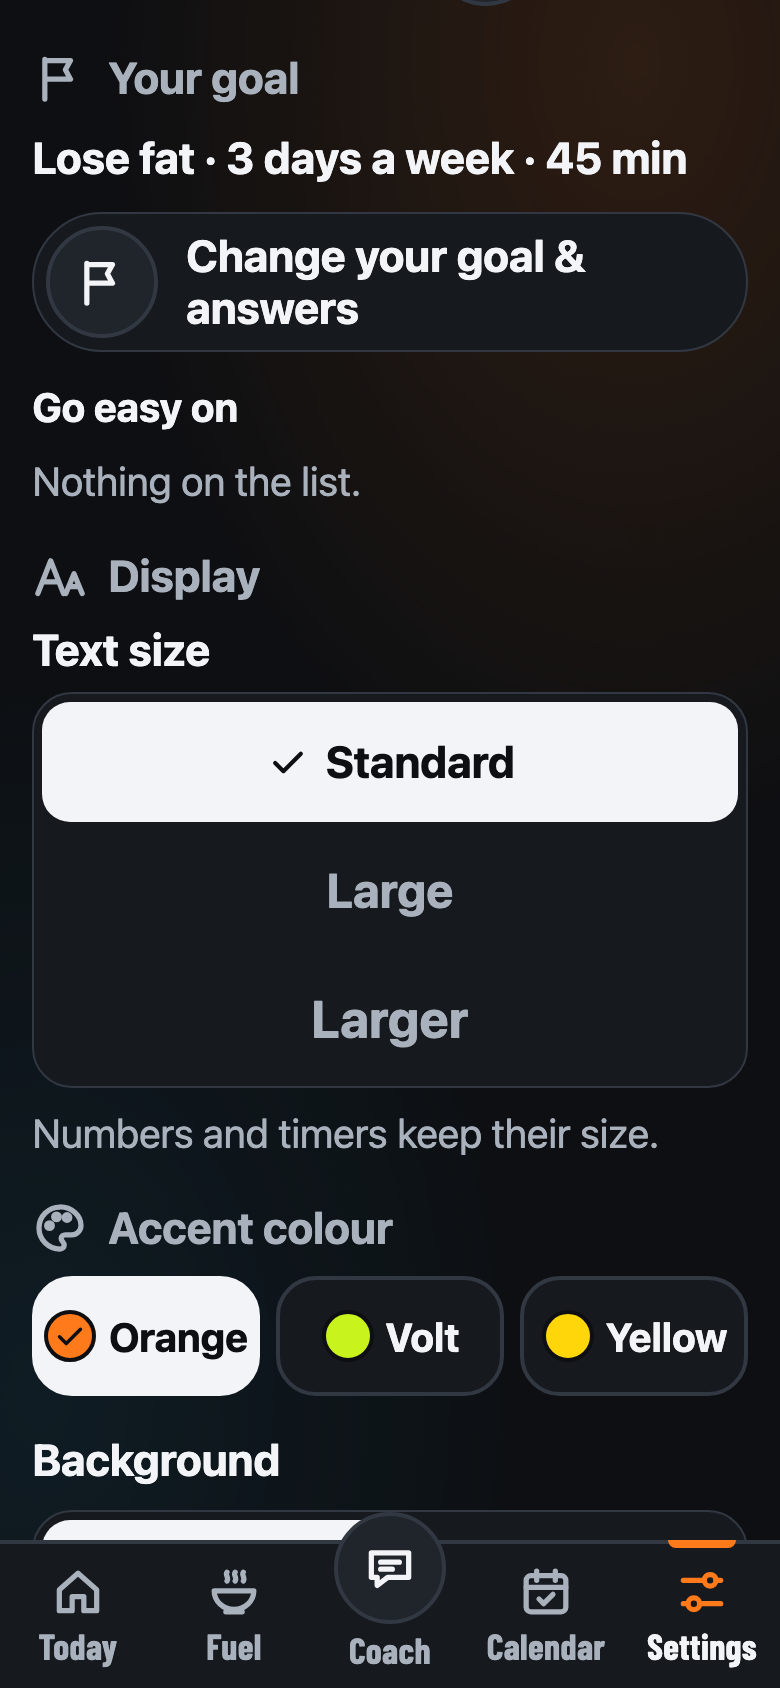 Your goal
Lose fat · 3 days a week · 45 min
Change your goal &
answers
Go easy on
Nothing on the list.
Display
Text size
Standard
Large
Larger
Numbers and timers keep their size.
Accent colour
Orange
Volt
Yellow
Background
Today
Fuel
Coach
Calendar
Settings